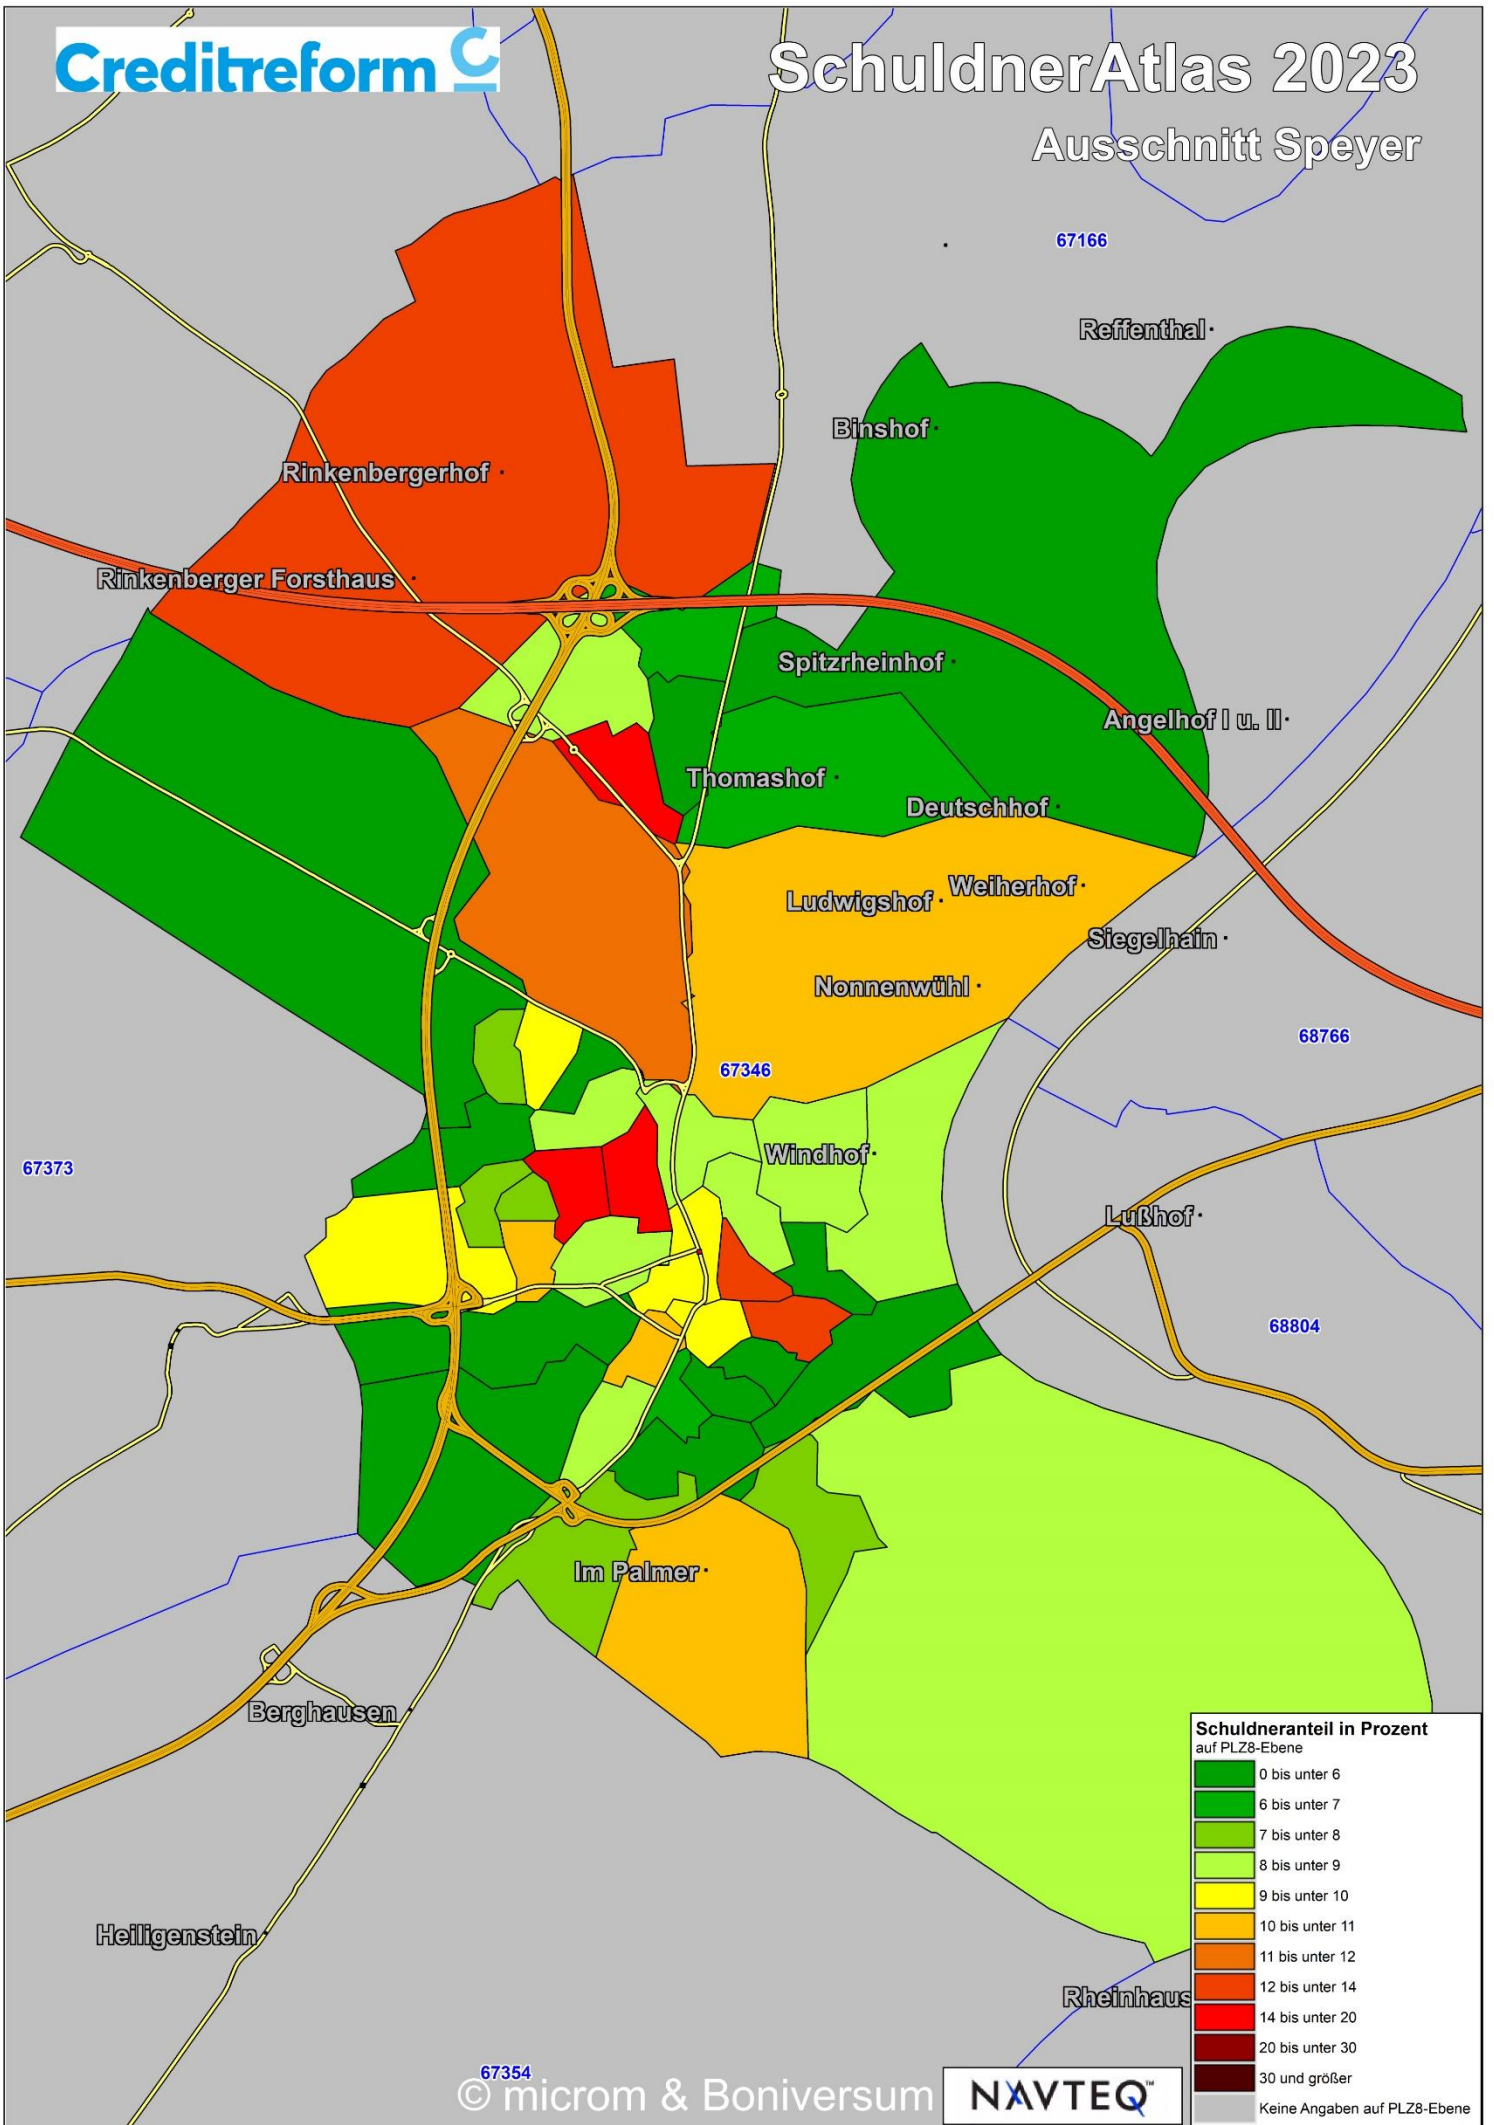 Creditreform C
SchuldnerAtlas 2023
Ausschnitt Speyer
67166
Reffenthal
Binshof
Rinkenbergerhof
Rinkenberger Forsthaus
Spitzrheinhof
Angelhof I u. II
Thomashof
Deutschhof
Weiherhof
Ludwigshof
Siegelhain
Nonnenwühl
68766
67346
Windhof
67373
Lußhof
68804
Im Palmer
Berghausen
Schuldneranteil in Prozent
auf PLZ8-Ebene
0 bis unter 6
6 bis unter 7
7 bis unter 8
8 bis unter 9
9 bis unter 10
10 bis unter 11
11 bis unter 12
12 bis unter 14
14 bis unter 20
20 bis unter 30
30 und größer
Keine Angaben auf PLZ8-Ebene
Heiligenstein
Rheinhaus
67354
© microm & Boniversum
NAVTEQ™